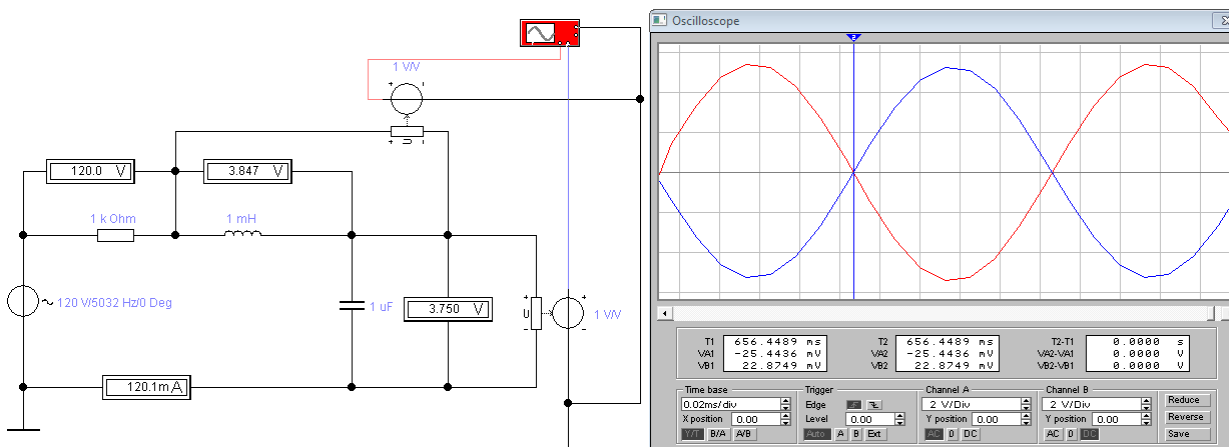 1 V/V
120.0 V
3.847 V
1 k Ohm
1 mH
120 V/5032 Hz/0 Deg
1 uF
3.750 V
U
U
1 V/V
120.1mA
Oscilloscope
2
T1 656.4489 ms T2 656.4489 ms T2-T1 0.0000 s
VA1 -25.4436 mV VA2 -25.4436 mV VA2-VA1 0.0000 V
VB1 22.8749 mV VB2 22.8749 mV VB2-VB1 0.0000 V
Time base Trigger Channel A Channel B Reduce
0.02ms/div Edge 2 V/Div 2 V/Div Reverse
X position 0.00 Level 0.00 Y position 0.00 Y position 0.00
Y/T B/A A/B Auto A B Ext AC 0 DC AC 0 DC Save